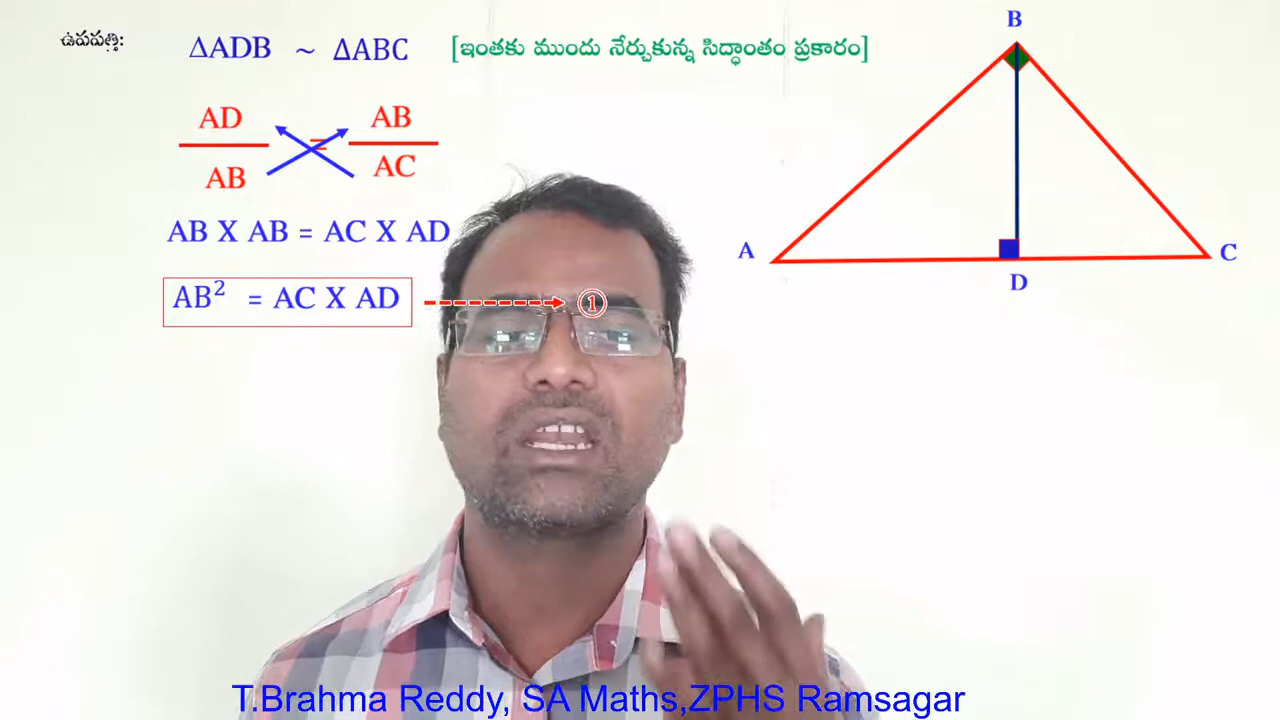 ఉపపత్తి:
ΔADB ~ ΔABC [ఇంతకు ముందు నేర్చుకున్న సిద్ధాంతం ప్రకారం]
AD / AB = AB / AC
AB X AB = AC X AD
AB² = AC X AD ①
B
A
D
C
T.Brahma Reddy, SA Maths,ZPHS Ramsagar